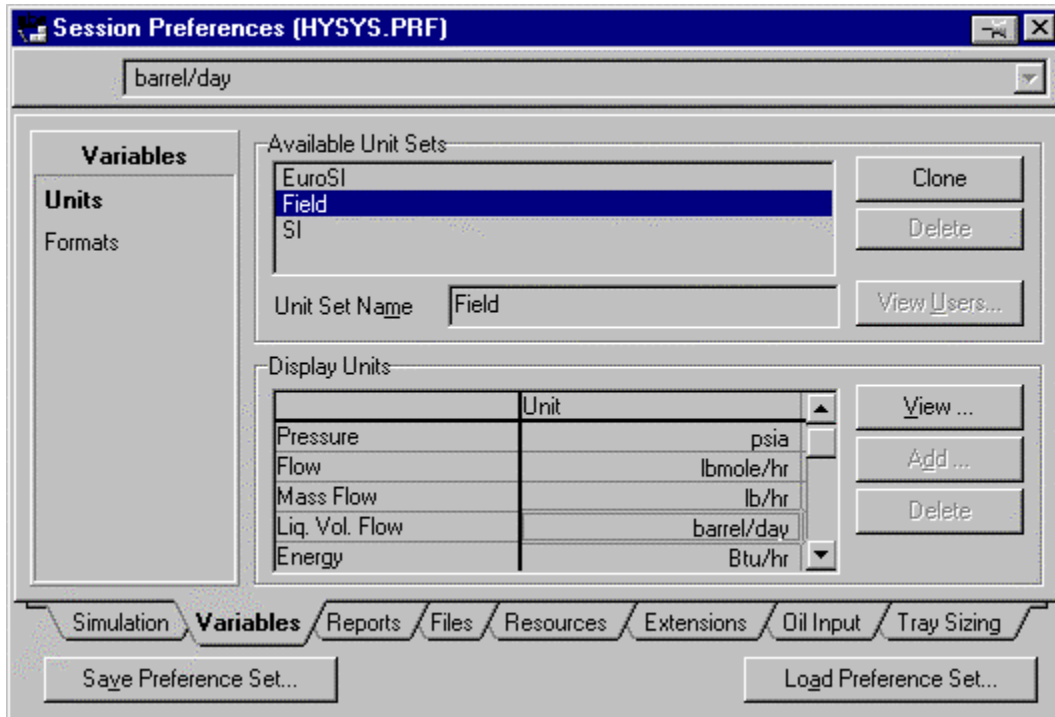 Session Preferences (HYSYS.PRF)
barrel/day
Variables
Units
Formats
Available Unit Sets
EuroSI
Field
SI
Clone
Delete
Unit Set Name Field
View Users...
Display Units
Unit
Pressure psia
Flow lbmole/hr
Mass Flow lb/hr
Liq. Vol. Flow barrel/day
Energy Btu/hr
View ...
Add ...
Delete
Simulation Variables Reports Files Resources Extensions Oil Input Tray Sizing
Save Preference Set... Load Preference Set...